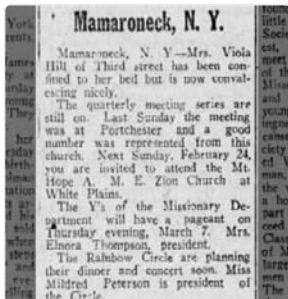 Mamaroneck, N. Y.
Mamaroneck, N. Y.—Mrs. Viola
Hill of Third street has been con-
fined to her bed but is now conval-
escing nicely.
The quarterly meeting series are
still on. Last Sunday the meeting
was at Portchester and a good
number was represented from this
church. Next Sunday, February 24,
you are invited to attend the Mt.
Hope A. M. E. Zion Church at
White Plains.
The Y's of the Missionary De-
partment will have a pageant on
Thursday evening, March 7. Mrs.
Elnora Thompson, president.
The Rainbow Circle are planning
their dinner and concert soon. Miss
Mildred Peterson is president of
the Circle.